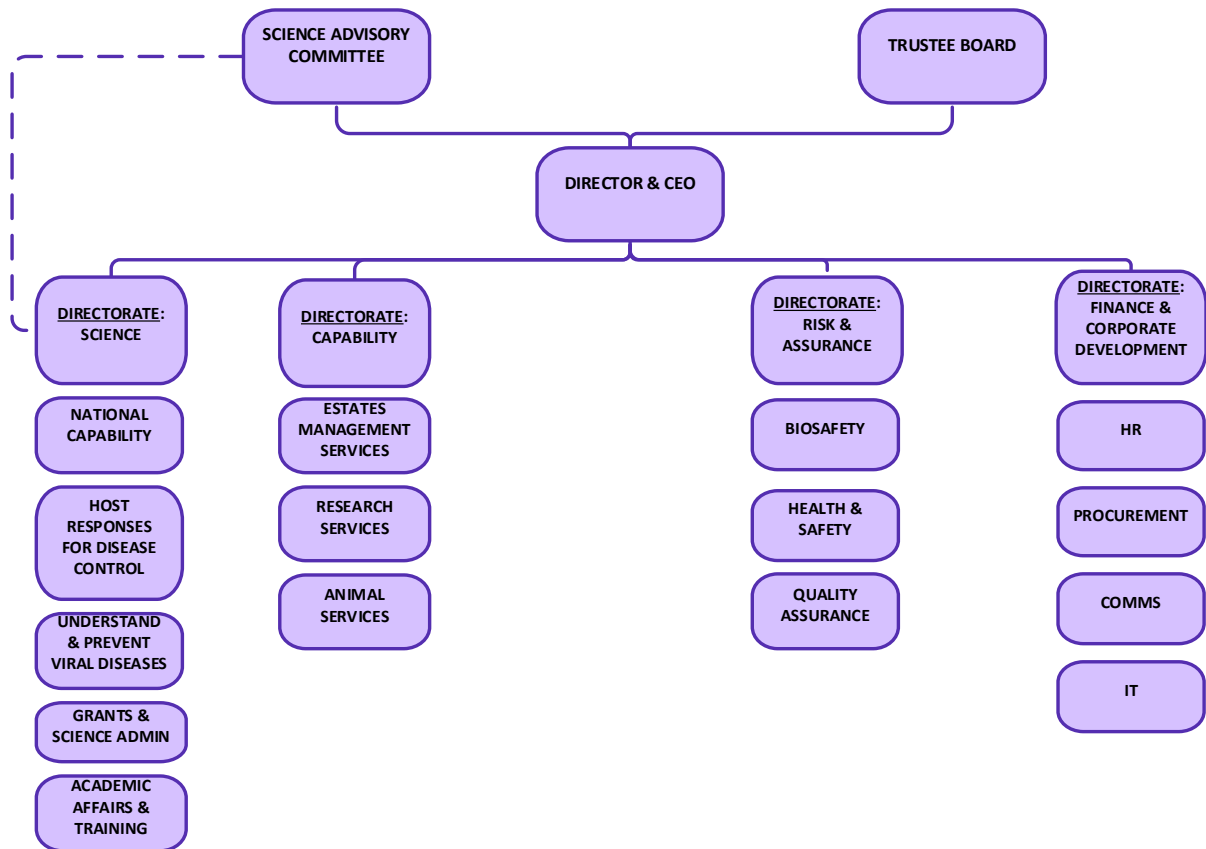 SCIENCE ADVISORY
COMMITTEE
TRUSTEE BOARD
DIRECTOR & CEO
DIRECTORATE:
SCIENCE
NATIONAL
CAPABILITY
HOST
RESPONSES
FOR DISEASE
CONTROL
UNDERSTAND
& PREVENT
VIRAL DISEASES
GRANTS &
SCIENCE ADMIN
ACADEMIC
AFFAIRS &
TRAINING
DIRECTORATE:
CAPABILITY
ESTATES
MANAGEMENT
SERVICES
RESEARCH
SERVICES
ANIMAL
SERVICES
DIRECTORATE:
RISK &
ASSURANCE
BIOSAFETY
HEALTH &
SAFETY
QUALITY
ASSURANCE
DIRECTORATE:
FINANCE &
CORPORATE
DEVELOPMENT
HR
PROCUREMENT
COMMS
IT